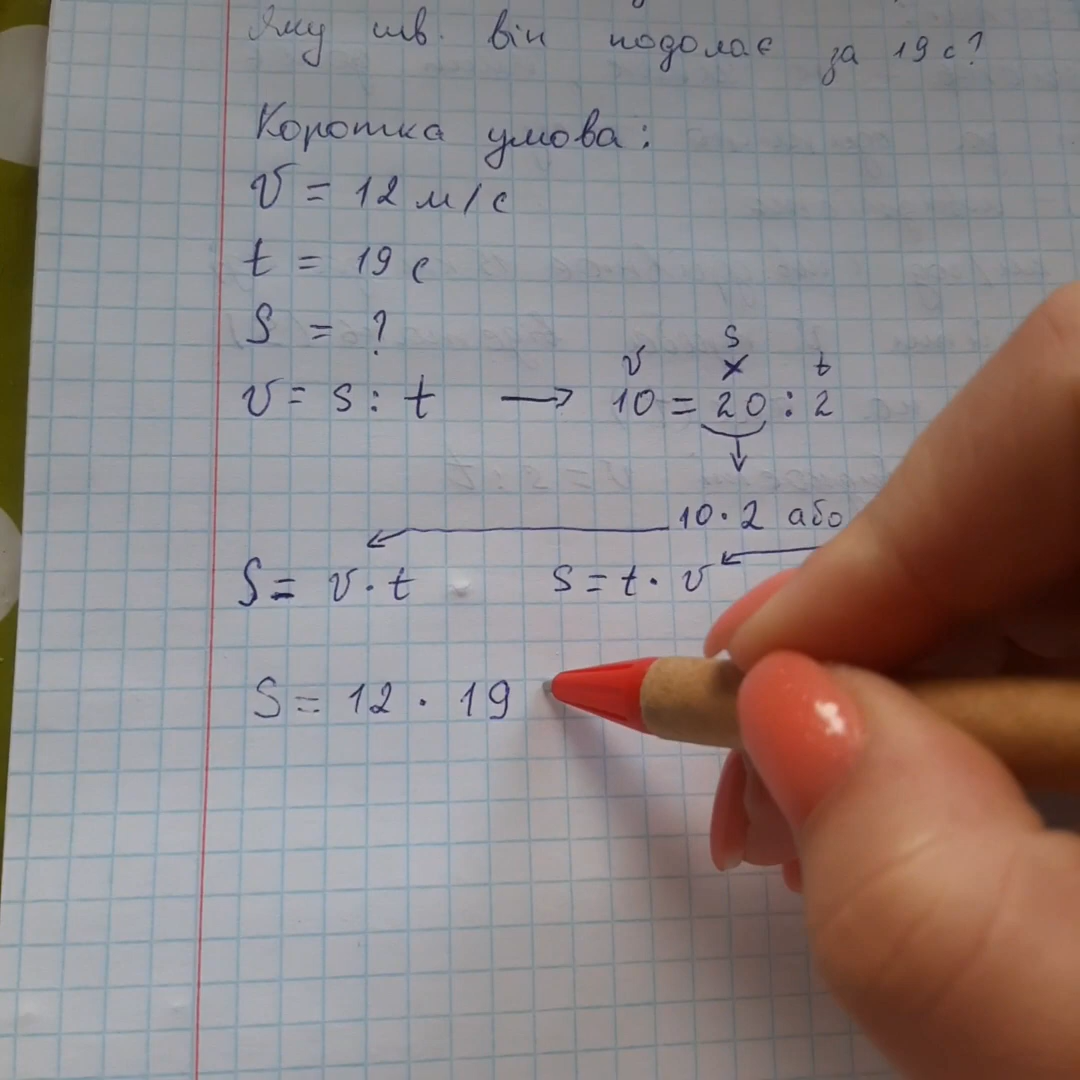 Яку шв. він подолає за 19 с?
Коротка умова:
v = 12 м/с
t = 19 с
S = ?
v s t
v = s : t → 10 = 20 : 2
10 · 2 або
S = v · t S = t · v
S = 12 · 19